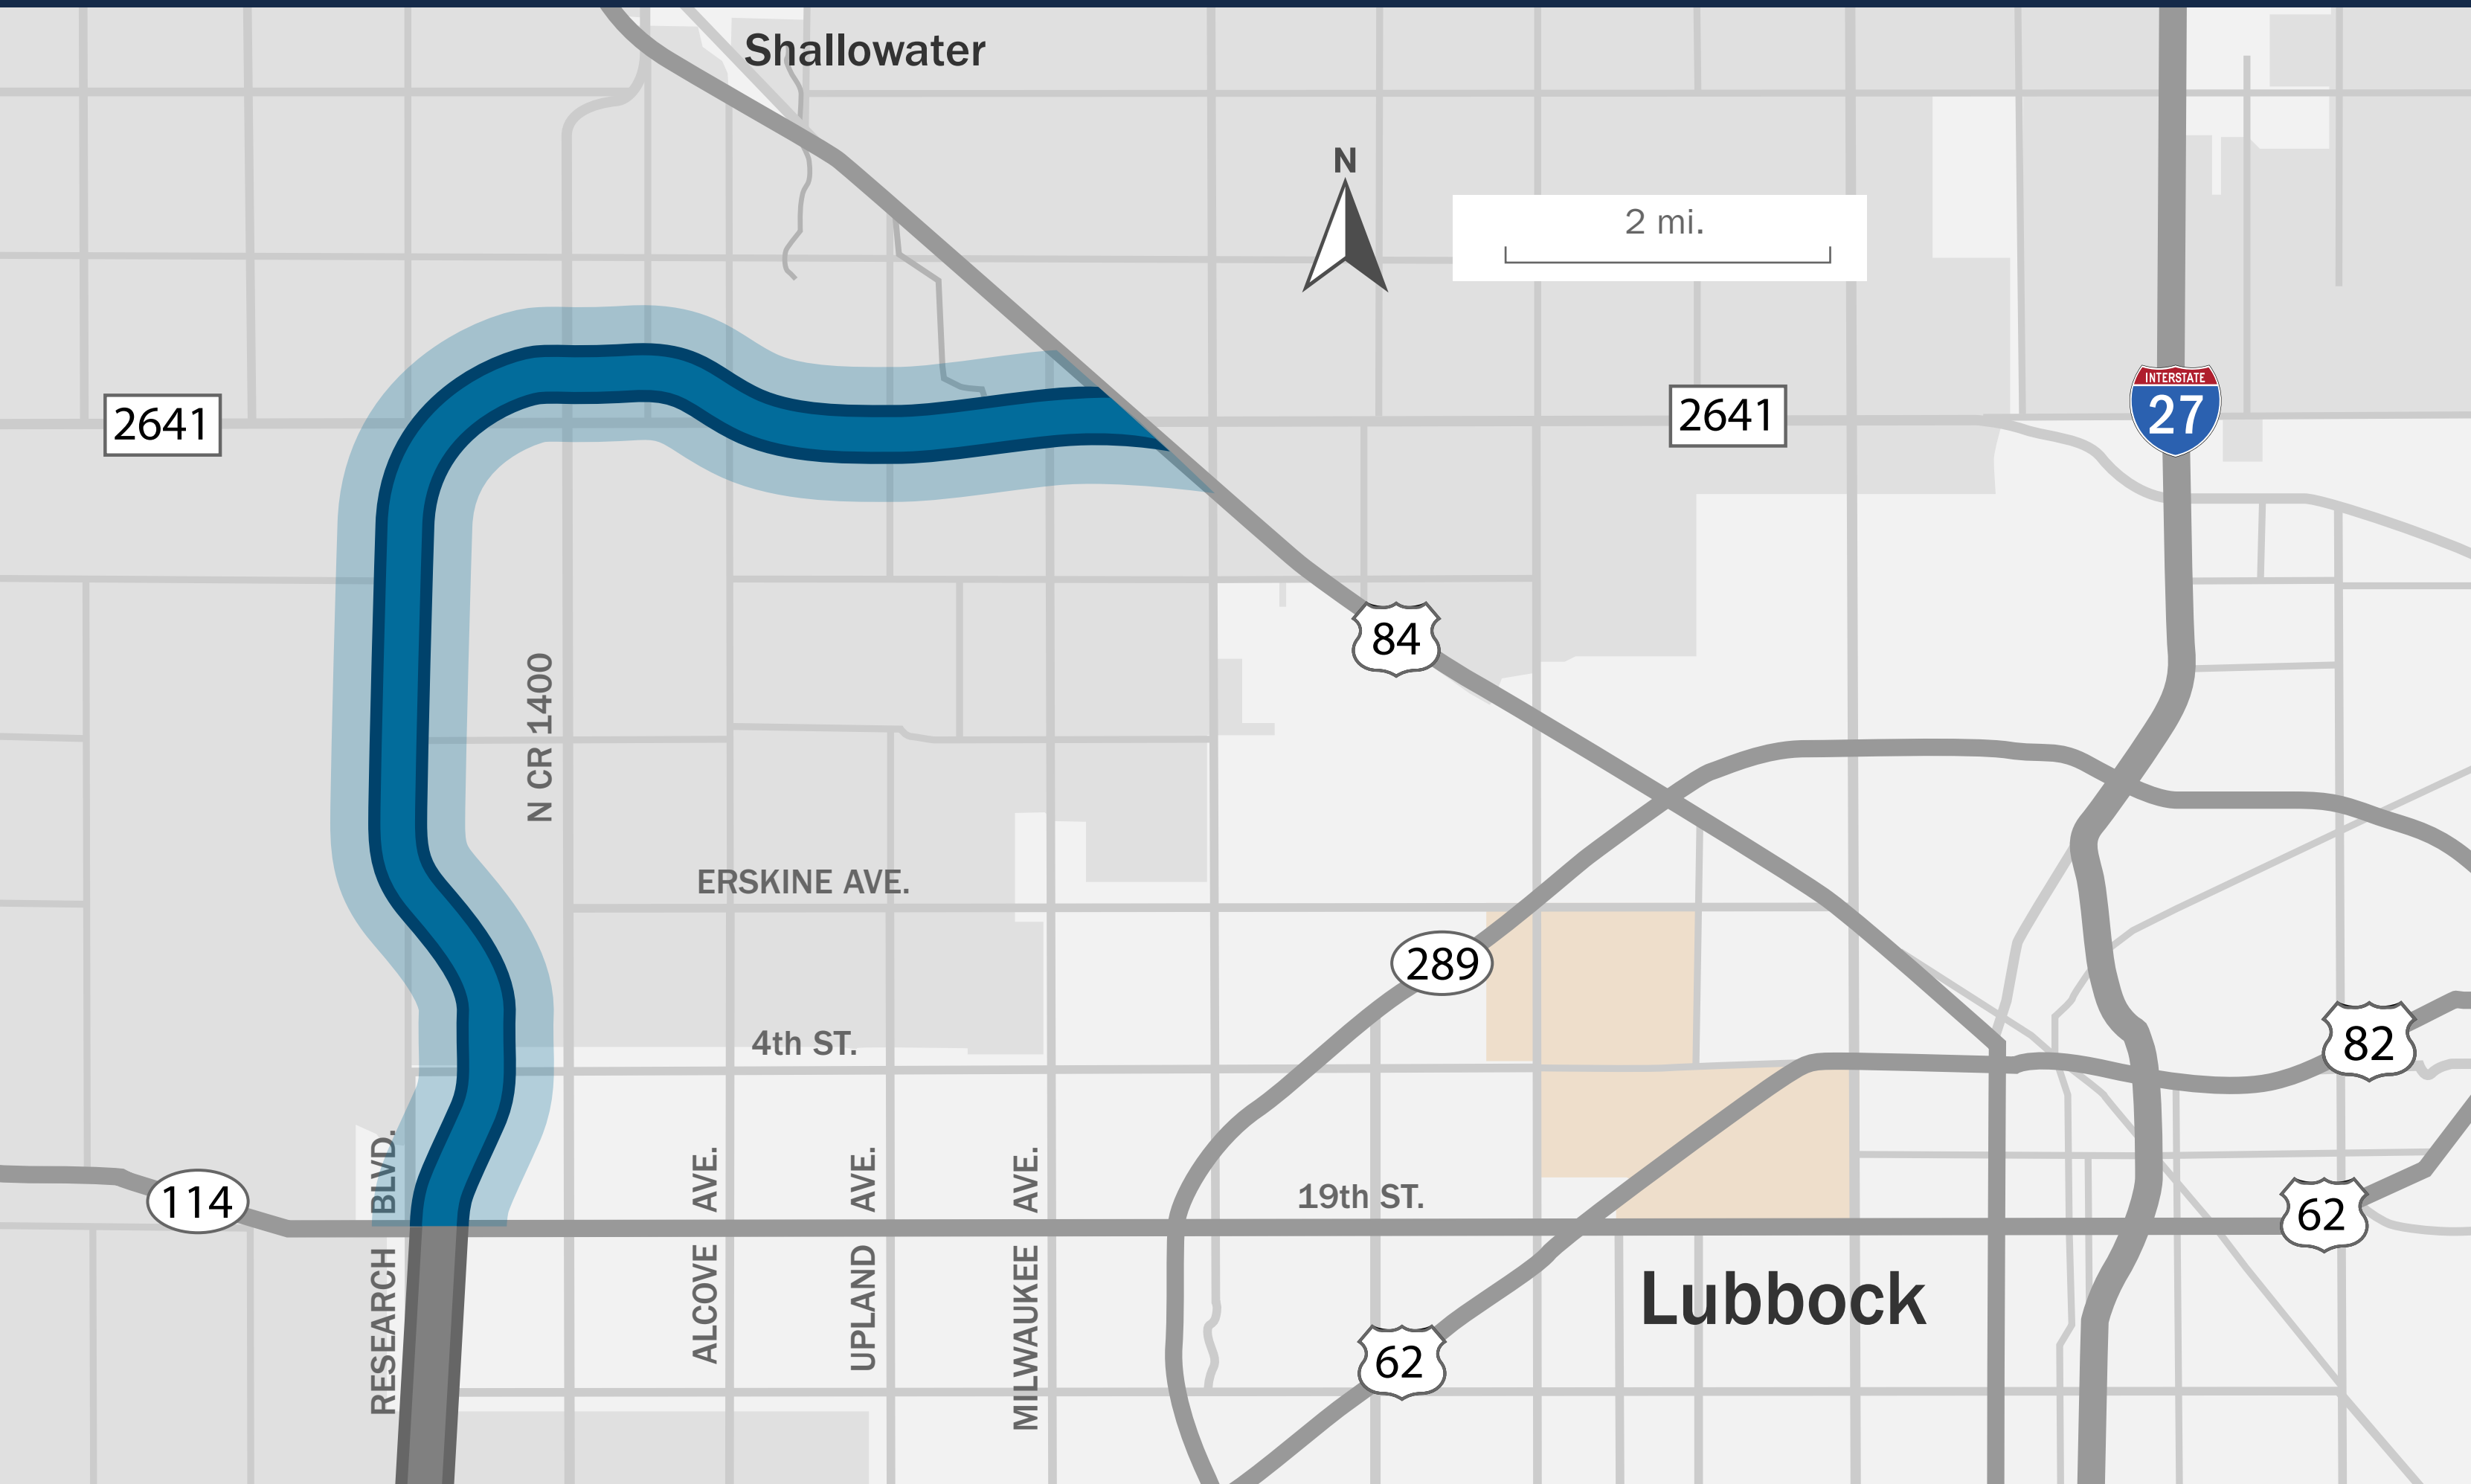 Shallowater
N
2 mi.
2641
2641
INTERSTATE
27
84
N CR 1400
ERSKINE AVE.
289
4th ST.
82
114
RESEARCH BLVD.
ALCOVE AVE.
UPLAND AVE.
MILWAUKEE AVE.
19th ST.
62
Lubbock
62